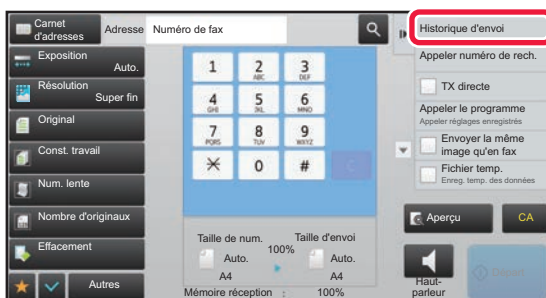 Carnet
d'adresses
Adresse
Numéro de fax
Exposition
Auto.
Résolution
Super fin
Original
Const. travail
Num. lente
Nombre d'originaux
Effacement
Autres
1
2
ABC
3
DEF
4
GHI
5
JKL
6
MNO
7
PQRS
8
TUV
9
WXYZ
0
#
C
Taille de num.
100%
Taille d'envoi
Auto.
A4
Auto.
A4
Mémoire réception : 100%
Historique d'envoi
Appeler numéro de rech.
TX directe
Appeler le programme
Appeler réglages enregistrés
Envoyer la même
image qu'en fax
Fichier temp.
Enreg. temp. des données
Aperçu
CA
Haut-
parleur
Départ